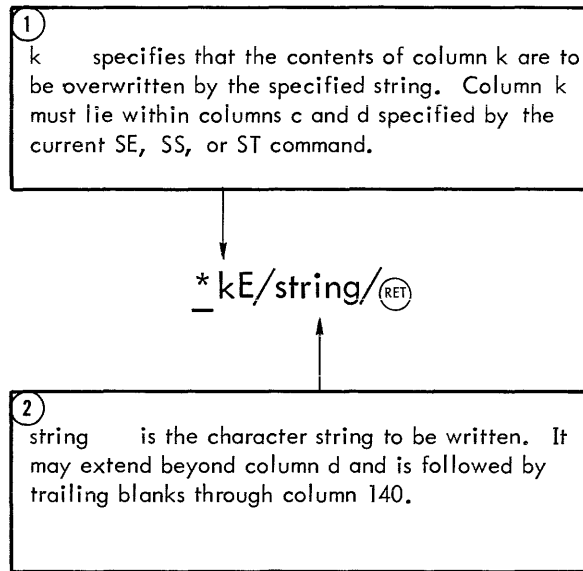 1
k specifies that the contents of column k are to
be overwritten by the specified string. Column k
must lie within columns c and d specified by the
current SE, SS, or ST command.
*kE/string/ RET
2
string is the character string to be written. It
may extend beyond column d and is followed by
trailing blanks through column 140.